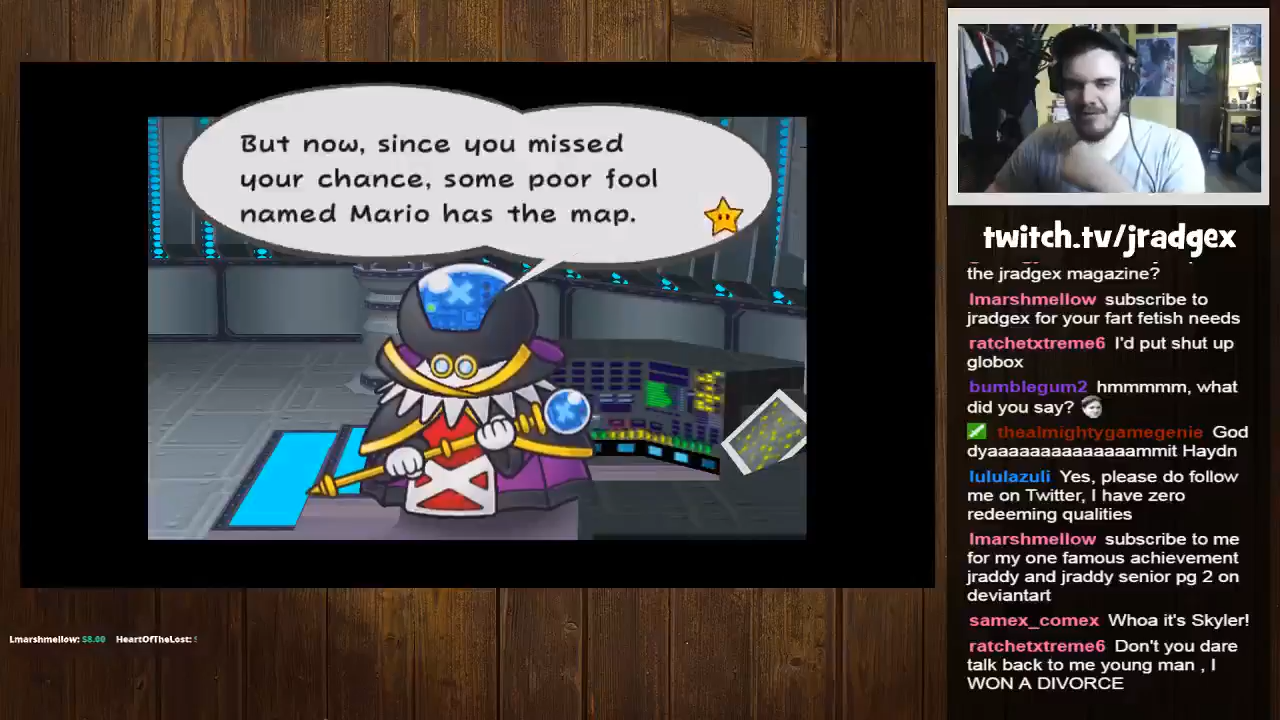 But now, since you missed
your chance, some poor fool
named Mario has the map.
twitch.tv/jradgex
the jradgex magazine?
lmarshmellow subscribe to
jradgex for your fart fetish needs
ratchetxtreme6 I'd put shut up
globox
bumblegum2 hmmmmm, what
did you say?
thealmightygamegenie God
dyaaaaaaaaaaaaaammit Haydn
lululazuli Yes, please do follow
me on Twitter, I have zero
redeeming qualities
lmarshmellow subscribe to me
for my one famous achievement
jraddy and jraddy senior pg 2 on
deviantart
samex_comex Whoa it's Skyler!
ratchetxtreme6 Don't you dare
talk back to me young man , I
WON A DIVORCE
Lmarshmellow: $8.00 HeartOfTheLost: